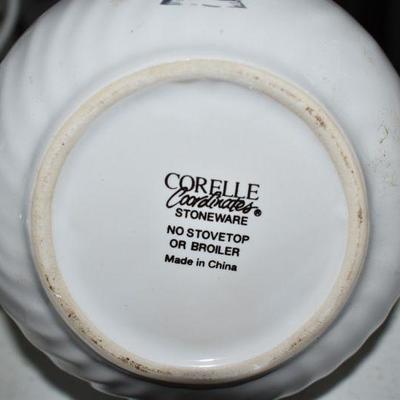 CORELLE
Coordinates®
STONEWARE
NO STOVETOP
OR BROILER
Made in China